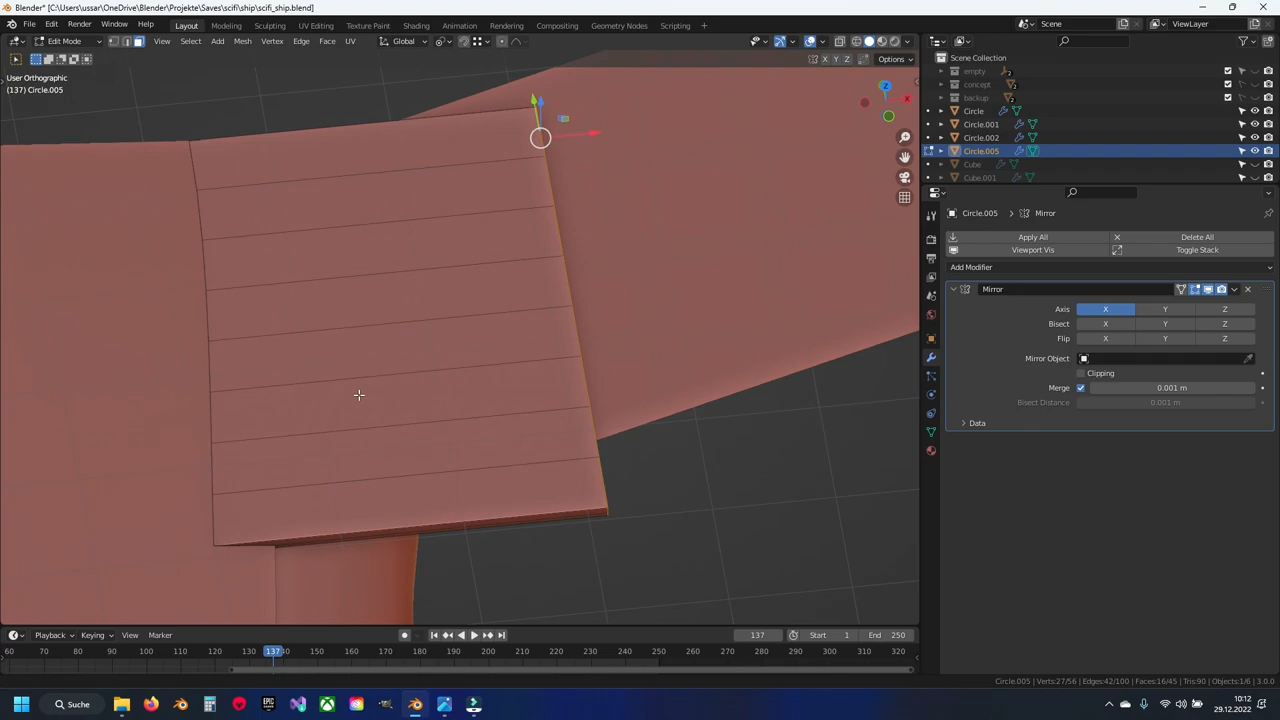 Blender* [C:\Users\ussar\OneDrive\Blender\Projekte\Saves\scifi\ship\scifi_ship.blend]
File Edit Render Window Help Layout Modeling Sculpting UV Editing Texture Paint Shading Animation Rendering Compositing Geometry Nodes Scripting + Scene ViewLayer
Edit Mode View Select Add Mesh Vertex Edge Face UV Global
X Y Z Options
User Orthographic
(137) Circle.005
Z
X
Scene Collection
empty 2
concept 2
backup 2
Circle
Circle.001
Circle.002
Circle.005
Cube
Cube.001
Circle.005 > Mirror
Apply All Delete All
Viewport Vis Toggle Stack
Add Modifier
Mirror
Axis X Y Z
Bisect X Y Z
Flip X Y Z
Mirror Object
Clipping
Merge 0.001 m
Bisect Distance 0.001 m
Data
Playback Keying View Marker 137 Start 1 End 250
60 70 80 90 100 110 120 130 137 140 150 160 170 180 190 200 210 220 230 240 250 260 270 280 290 300 310 320
Circle.005 | Verts:27/56 | Edges:42/100 | Faces:16/45 | Tris:90 | Objects:1/6 | 3.0.0
Suche EPIC GAMES 10:12
29.12.2022